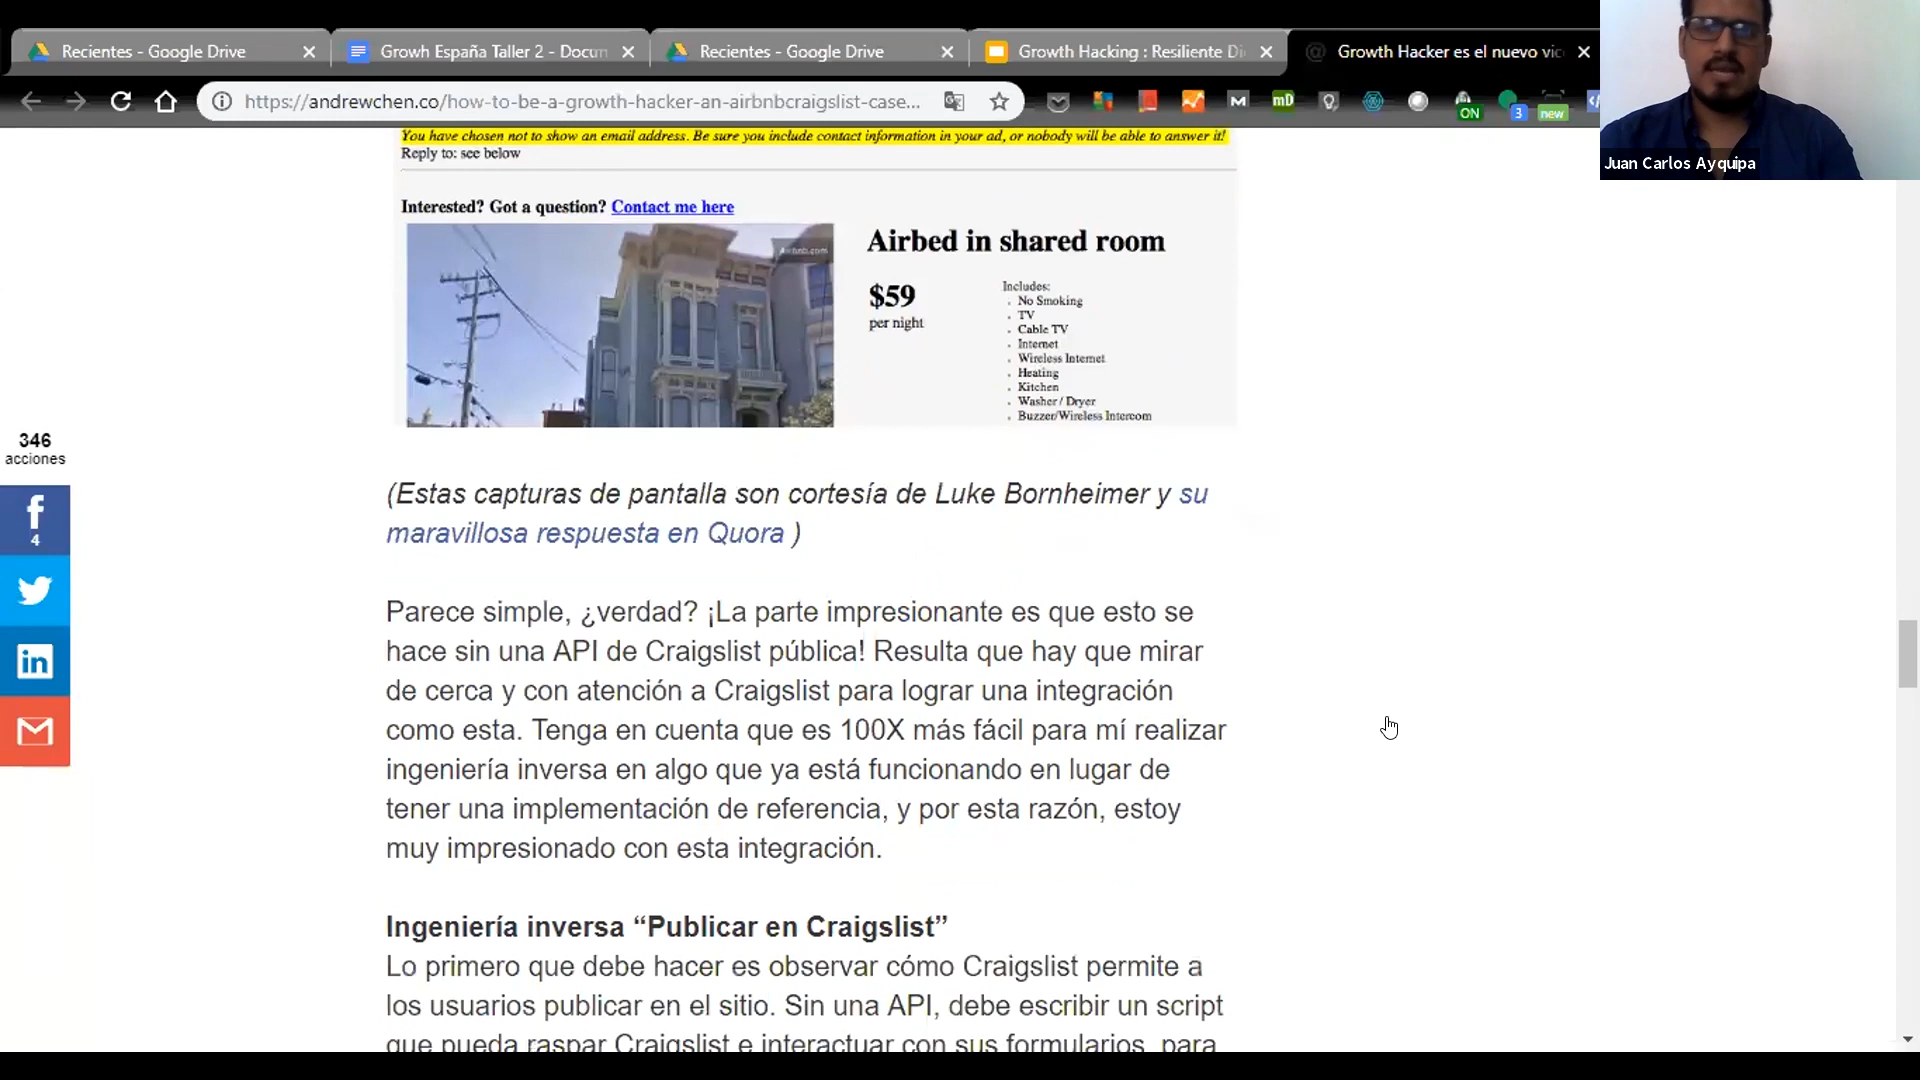 Recientes - Google Drive
Growh España Taller 2 - Docum
Recientes - Google Drive
Growth Hacking : Resiliente Di
Growth Hacker es el nuevo vic
https://andrewchen.co/how-to-be-a-growth-hacker-an-airbnbcraigslist-case...
M
mD
ON
3
new
Juan Carlos Ayquipa
You have chosen not to show an email address. Be sure you include contact information in your ad, or nobody will be able to answer it!
Reply to: see below
Interested? Got a question? Contact me here
Airbed in shared room
$59
per night
Includes:
No Smoking
TV
Cable TV
Internet
Wireless Internet
Heating
Kitchen
Washer / Dryer
Buzzer/Wireless Intercom
346
acciones
4
(Estas capturas de pantalla son cortesía de Luke Bornheimer y su
maravillosa respuesta en Quora )
Parece simple, ¿verdad? ¡La parte impresionante es que esto se
hace sin una API de Craigslist pública! Resulta que hay que mirar
de cerca y con atención a Craigslist para lograr una integración
como esta. Tenga en cuenta que es 100X más fácil para mí realizar
ingeniería inversa en algo que ya está funcionando en lugar de
tener una implementación de referencia, y por esta razón, estoy
muy impresionado con esta integración.
Ingeniería inversa “Publicar en Craigslist”
Lo primero que debe hacer es observar cómo Craigslist permite a
los usuarios publicar en el sitio. Sin una API, debe escribir un script
que pueda raspar Craigslist e interactuar con sus formularios, para